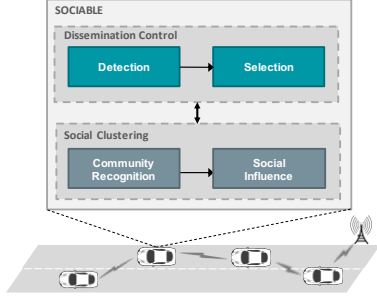 SOCIABLE
Dissemination Control
Detection
Selection
Social Clustering
Community
Recognition
Social
Influence